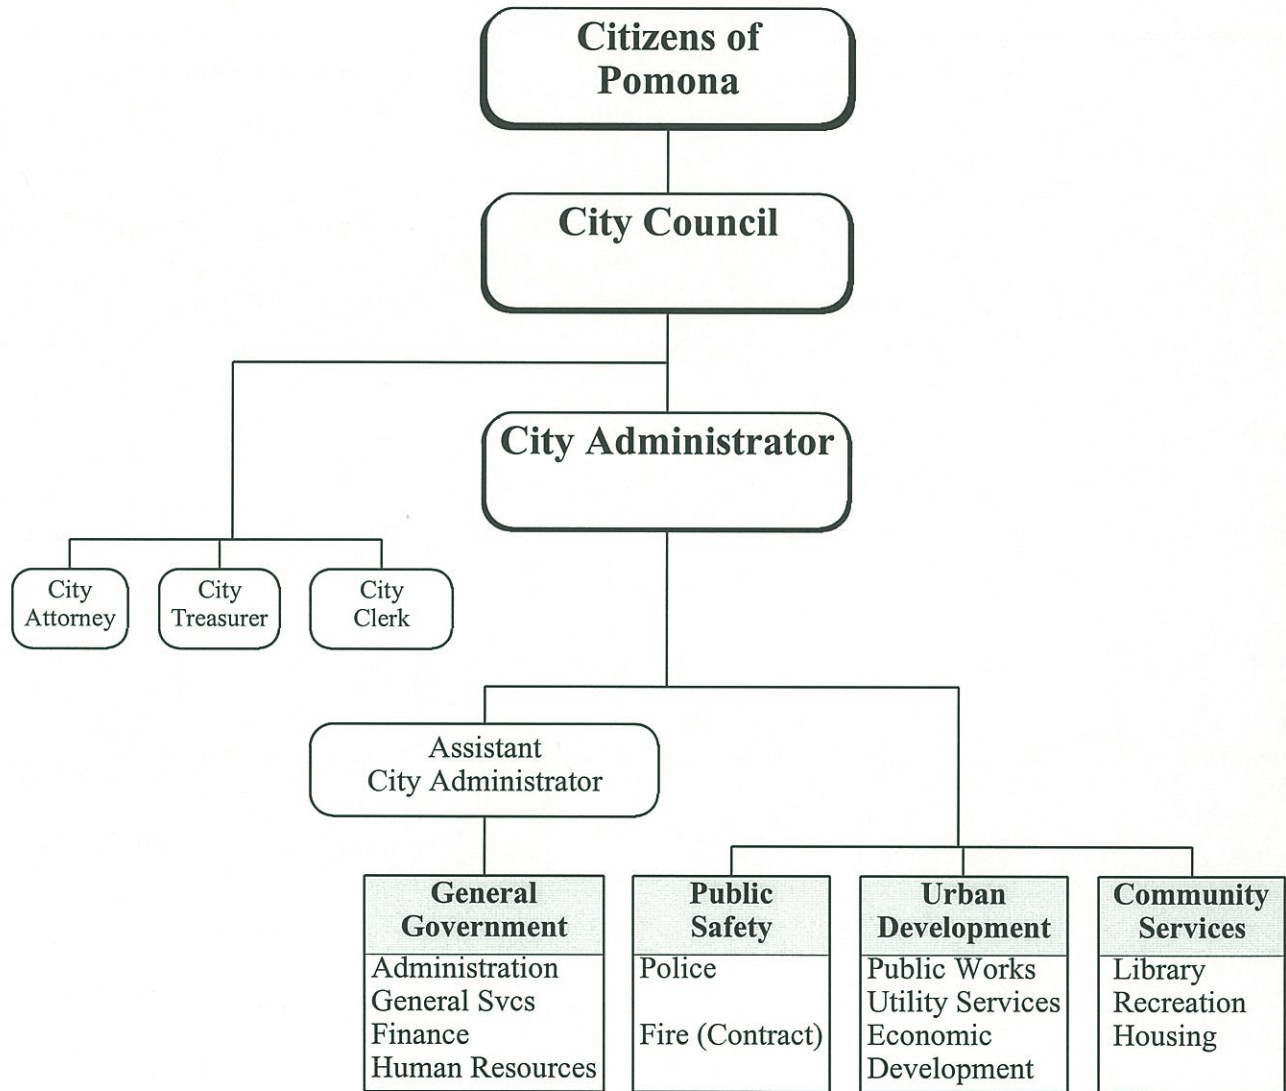 Citizens of
Pomona
City Council
City Administrator
City
Attorney
City
Treasurer
City
Clerk
Assistant
City Administrator
General
Government
Administration
General Svcs
Finance
Human Resources
Public
Safety
Police
Fire (Contract)
Urban
Development
Public Works
Utility Services
Economic
Development
Community
Services
Library
Recreation
Housing